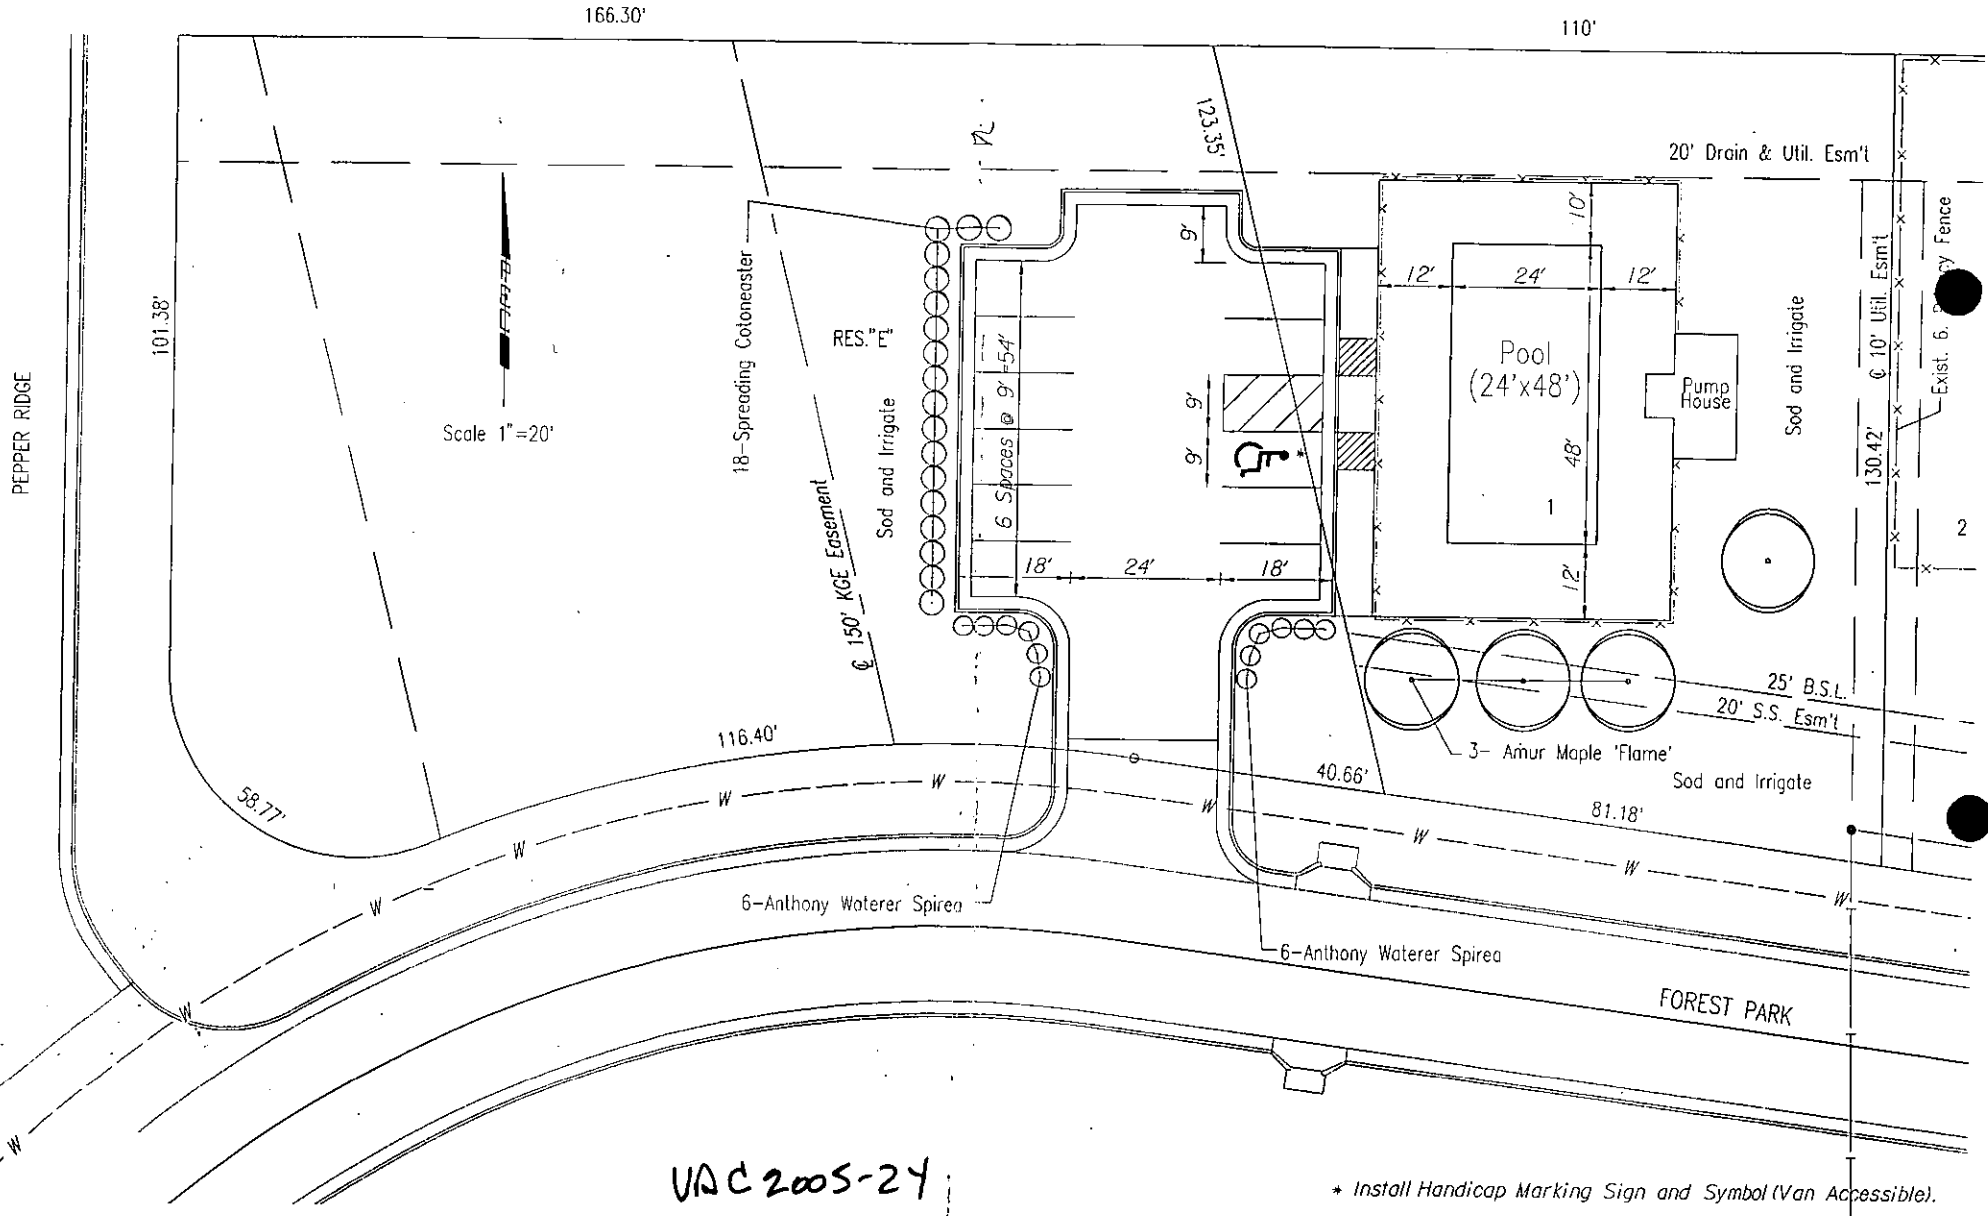 166.30'
110'
123.35'
20' Drain & Util. Esm't
101.38'
PEPPER RIDGE
Scale 1"=20'
18-Spreading Cotoneaster
RES."E"
Sod and Irrigate
℄ 150' KGE Easement
6 Spaces @ 9'=54'
9'
9'
9'
18'
24'
18'
10'
12'
24'
12'
Pool
(24'x48')
48'
1
12'
Pump
House
Sod and Irrigate
℄ 10' Util. Esm't
130.42'
Exist. 6. Fence
2
25' B.S.L.
20' S.S. Esm't
3- Amur Maple 'Flame'
Sod and Irrigate
116.40'
58.77'
40.66'
81.18'
W
W
W
W
W
W
W
W
W
W
6-Anthony Waterer Spirea
6-Anthony Waterer Spirea
FOREST PARK
VAC2005-24
* Install Handicap Marking Sign and Symbol (Van Accessible).